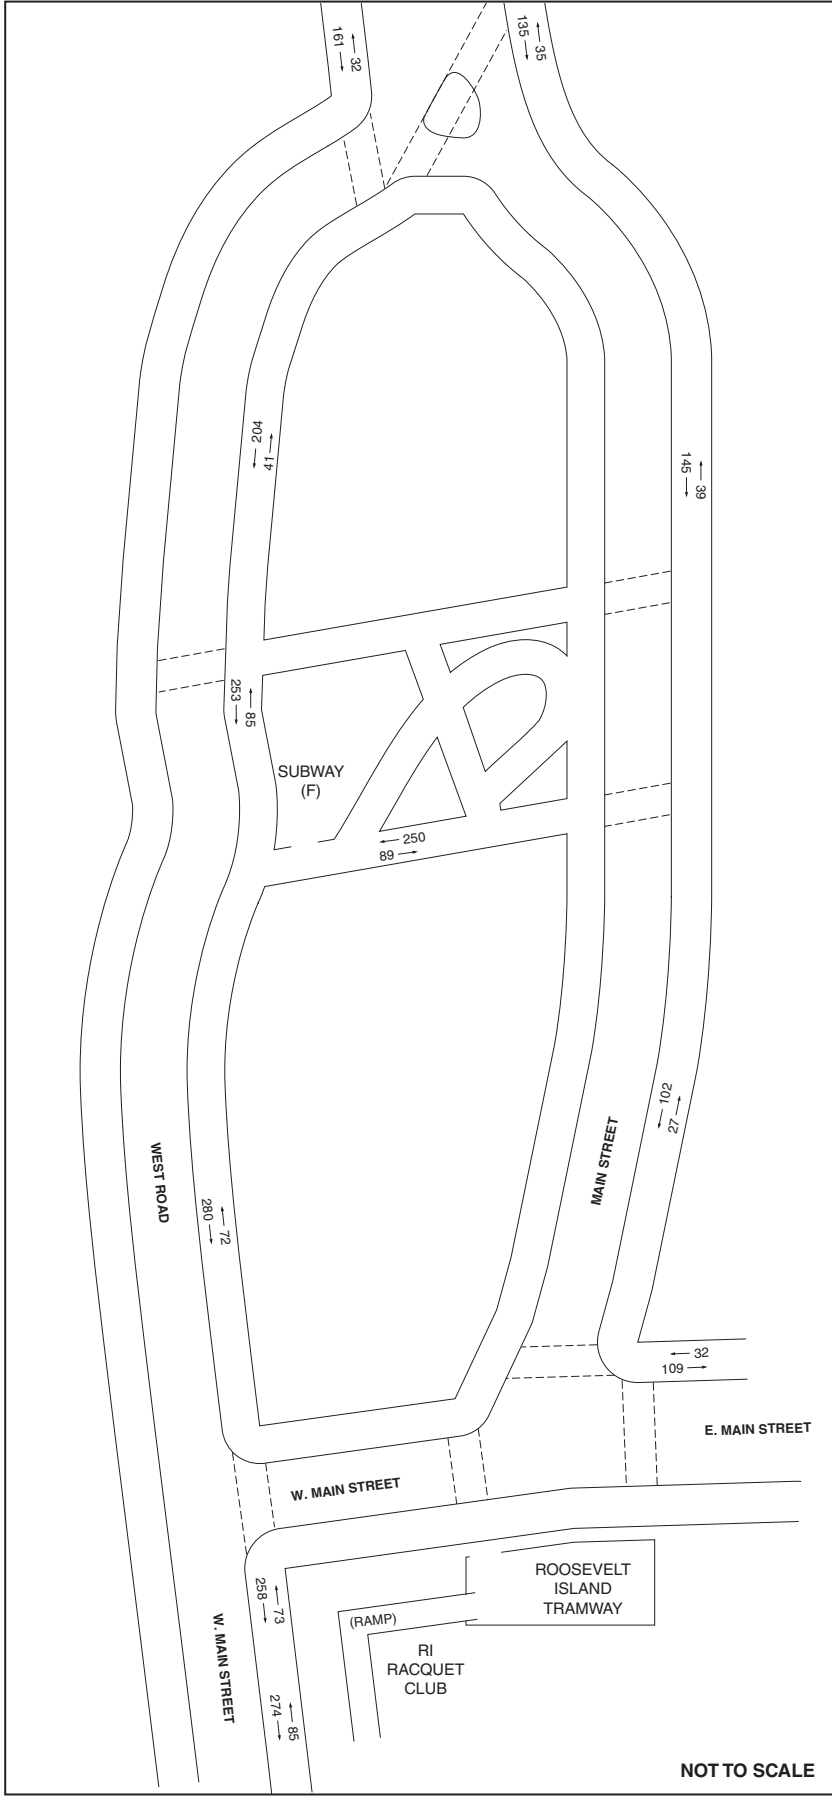 161
32
135
35
204
41
145
39
253
85
SUBWAY
(F)
250
89
102
27
WEST ROAD
MAIN STREET
280
72
32
109
E. MAIN STREET
W. MAIN STREET
ROOSEVELT
ISLAND
TRAMWAY
258
73
(RAMP)
W. MAIN STREET
RI
RACQUET
CLUB
274
85
NOT TO SCALE